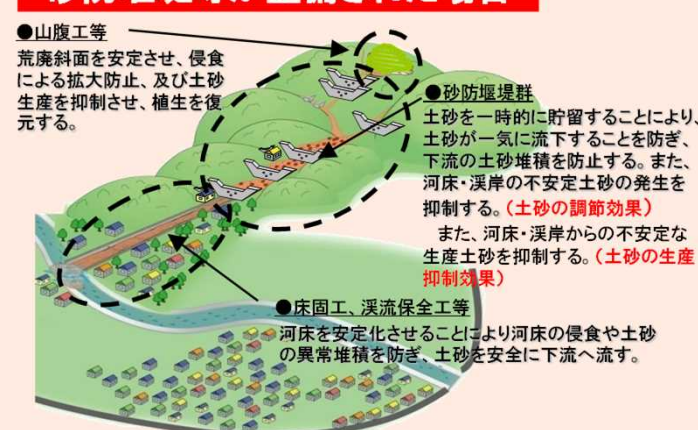 ●山腹工等
荒廃斜面を安定させ、侵食
による拡大防止、及び土砂
生産を抑制させ、植生を復
元する。
●砂防堰堤群
土砂を一時的に貯留することにより、
土砂が一気に流下することを防ぎ、
下流の土砂堆積を防止する。また、
河床・渓岸の不安定土砂の発生を
抑制する。(土砂の調節効果)
また、河床・渓岸からの不安定な
生産土砂を抑制する。(土砂の生産
抑制効果)
●床固工、渓流保全工等
河床を安定化させることにより河床の侵食や土砂
の異常堆積を防ぎ、土砂を安全に下流へ流す。